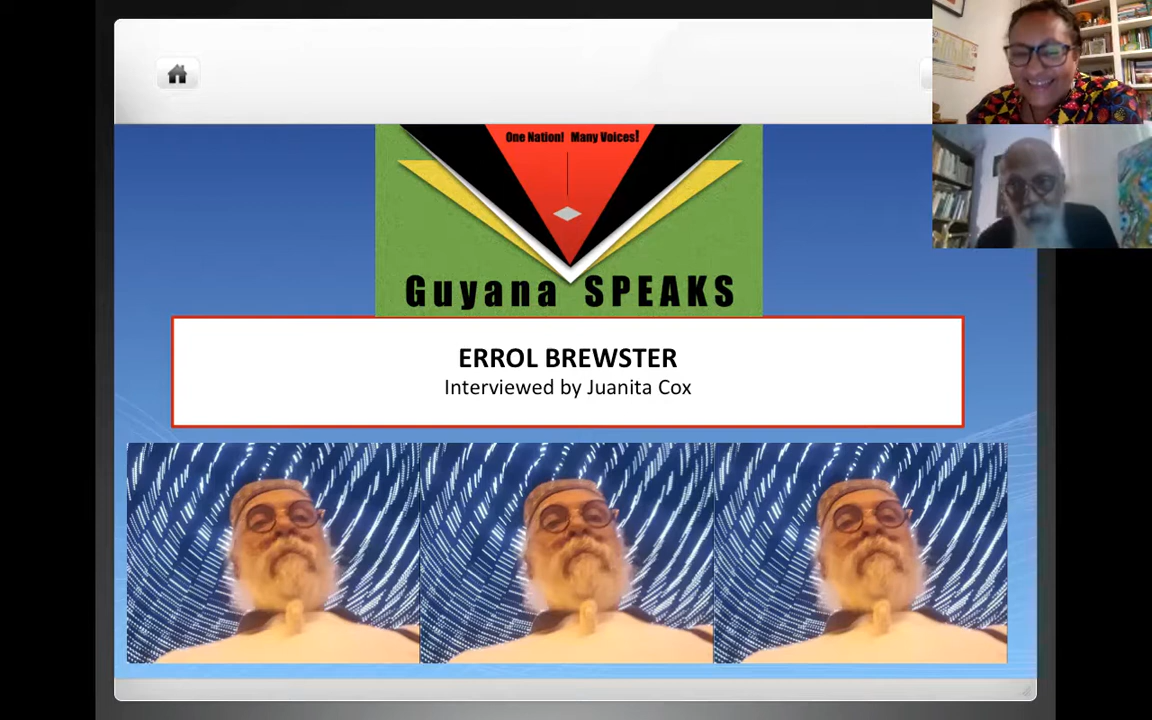 One Nation! Many Voices!
Guyana SPEAKS
ERROL BREWSTER
Interviewed by Juanita Cox